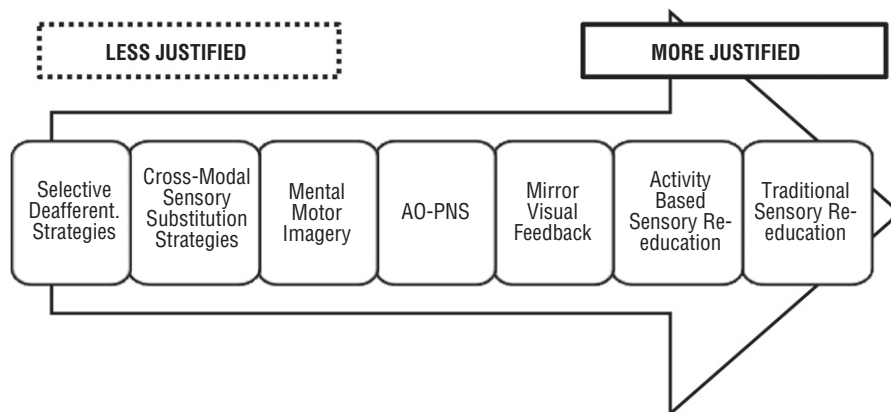 LESS JUSTIFIED
MORE JUSTIFIED
Selective
Deafferent.
Strategies
Cross-Modal
Sensory
Substitution
Strategies
Mental
Motor
Imagery
AO-PNS
Mirror
Visual
Feedback
Activity
Based
Sensory Re-
education
Traditional
Sensory Re-
education